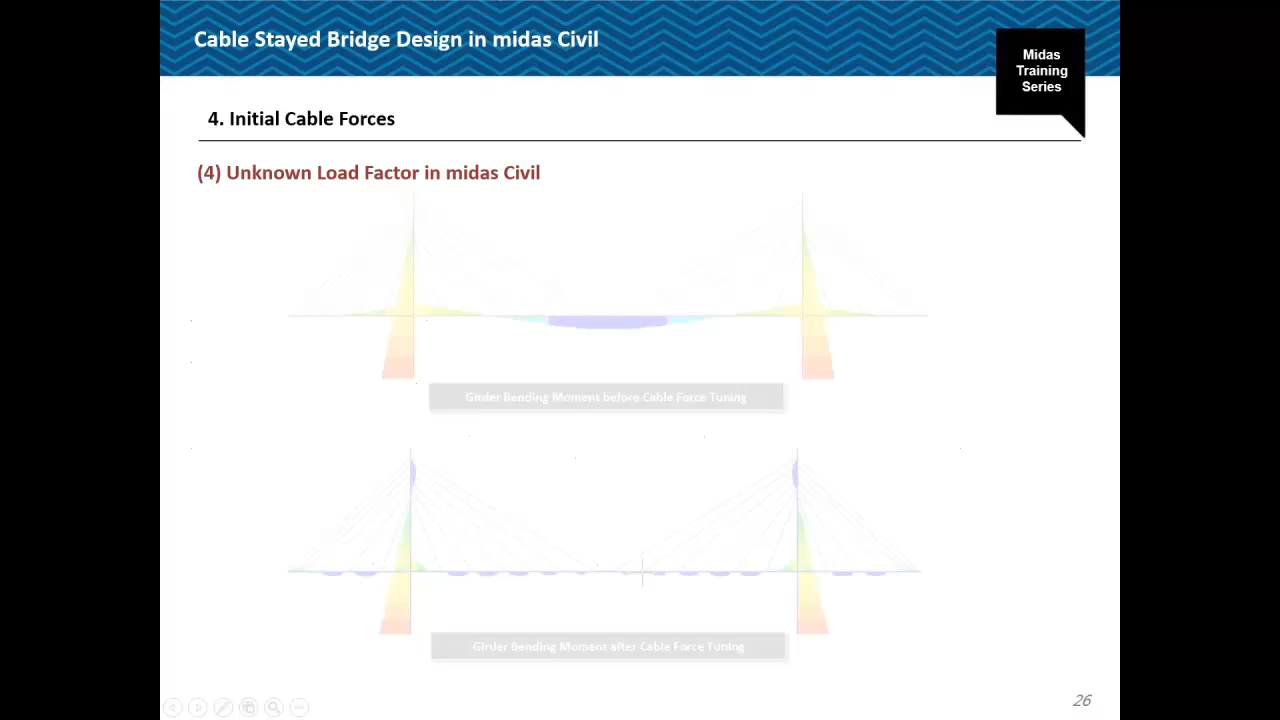 Cable Stayed Bridge Design in midas Civil
Midas
Training
Series
4. Initial Cable Forces
(4) Unknown Load Factor in midas Civil
Girder Bending Moment before Cable Force Tuning
Girder Bending Moment after Cable Force Tuning
26